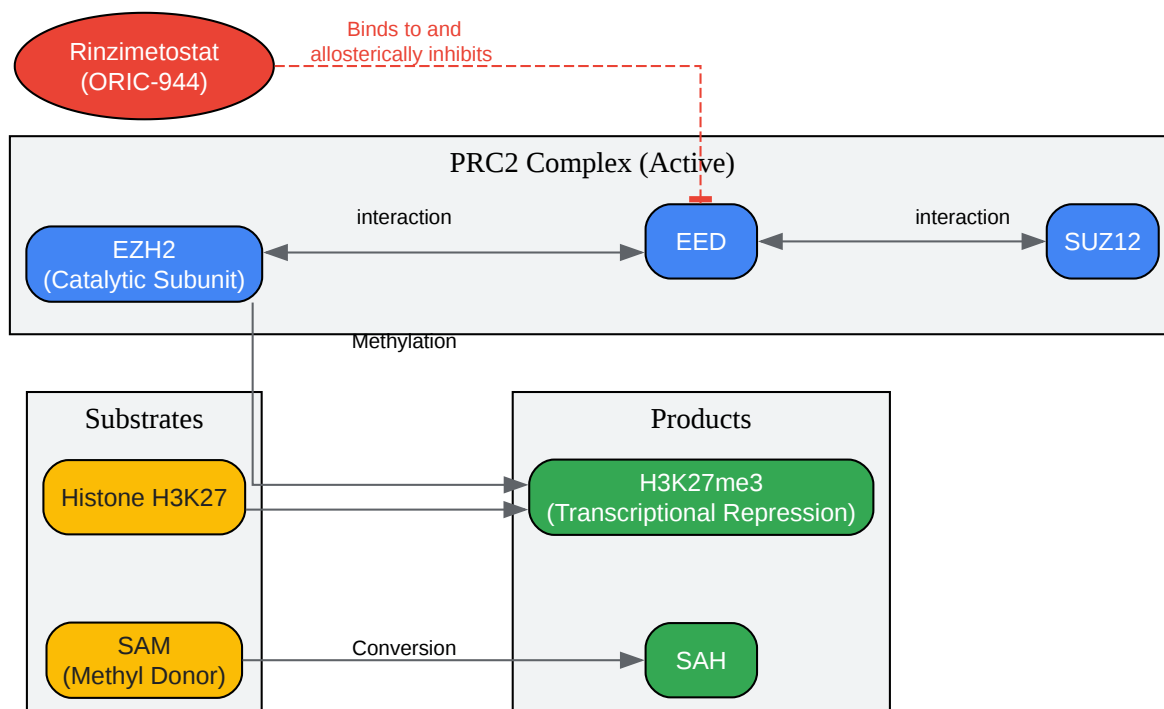 Binds to and
allosterically inhibits
Rinzimetostat
(ORIC-944)
PRC2 Complex (Active)
interaction
interaction
EZH2
(Catalytic Subunit)
EED
SUZ12
Methylation
Substrates
Products
Histone H3K27
H3K27me3
(Transcriptional Repression)
SAM
(Methyl Donor)
Conversion
SAH